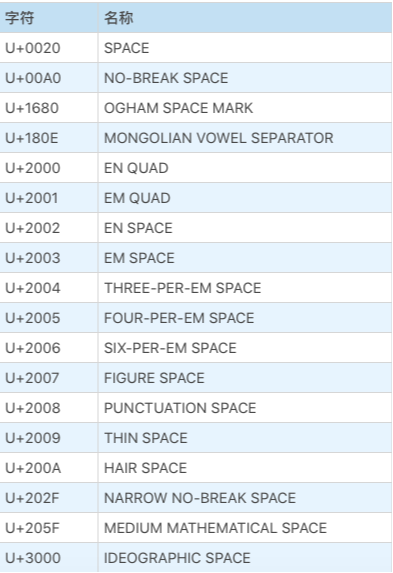 字符 名称
U+0020 SPACE
U+00A0 NO-BREAK SPACE
U+1680 OGHAM SPACE MARK
U+180E MONGOLIAN VOWEL SEPARATOR
U+2000 EN QUAD
U+2001 EM QUAD
U+2002 EN SPACE
U+2003 EM SPACE
U+2004 THREE-PER-EM SPACE
U+2005 FOUR-PER-EM SPACE
U+2006 SIX-PER-EM SPACE
U+2007 FIGURE SPACE
U+2008 PUNCTUATION SPACE
U+2009 THIN SPACE
U+200A HAIR SPACE
U+202F NARROW NO-BREAK SPACE
U+205F MEDIUM MATHEMATICAL SPACE
U+3000 IDEOGRAPHIC SPACE